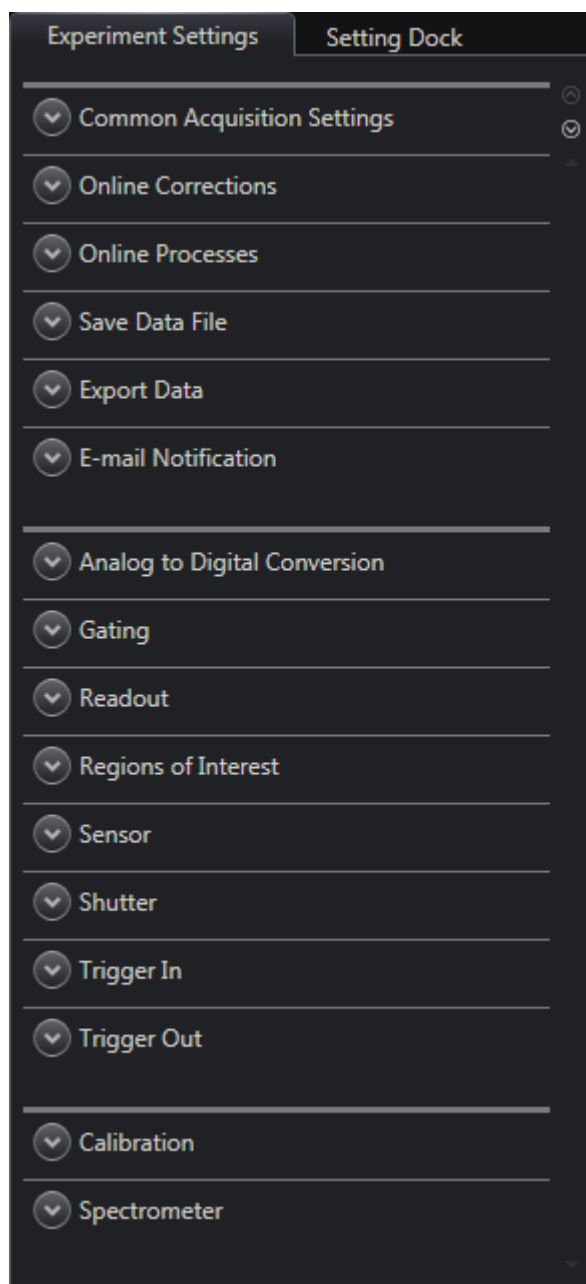 Experiment Settings
Setting Dock
Common Acquisition Settings
Online Corrections
Online Processes
Save Data File
Export Data
E-mail Notification
Analog to Digital Conversion
Gating
Readout
Regions of Interest
Sensor
Shutter
Trigger In
Trigger Out
Calibration
Spectrometer